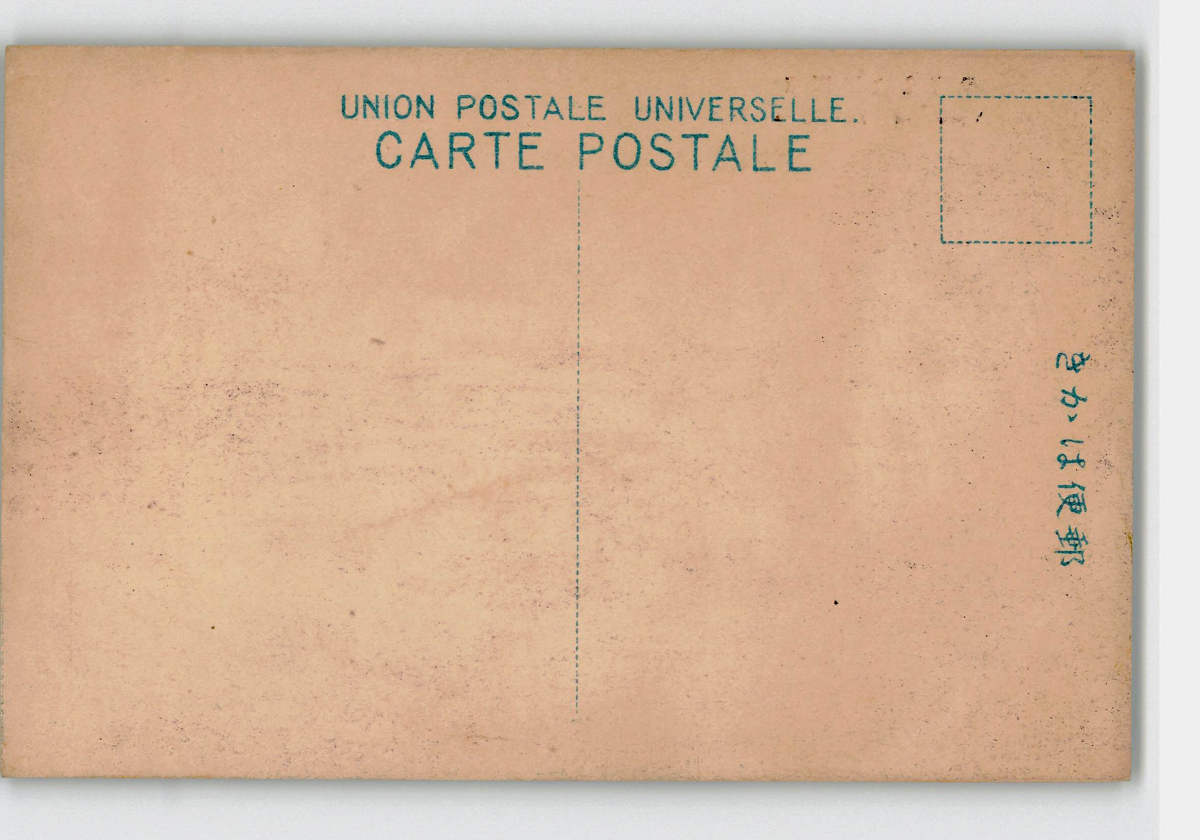 UNION POSTALE UNIVERSELLE.
CARTE POSTALE
郵便はかき